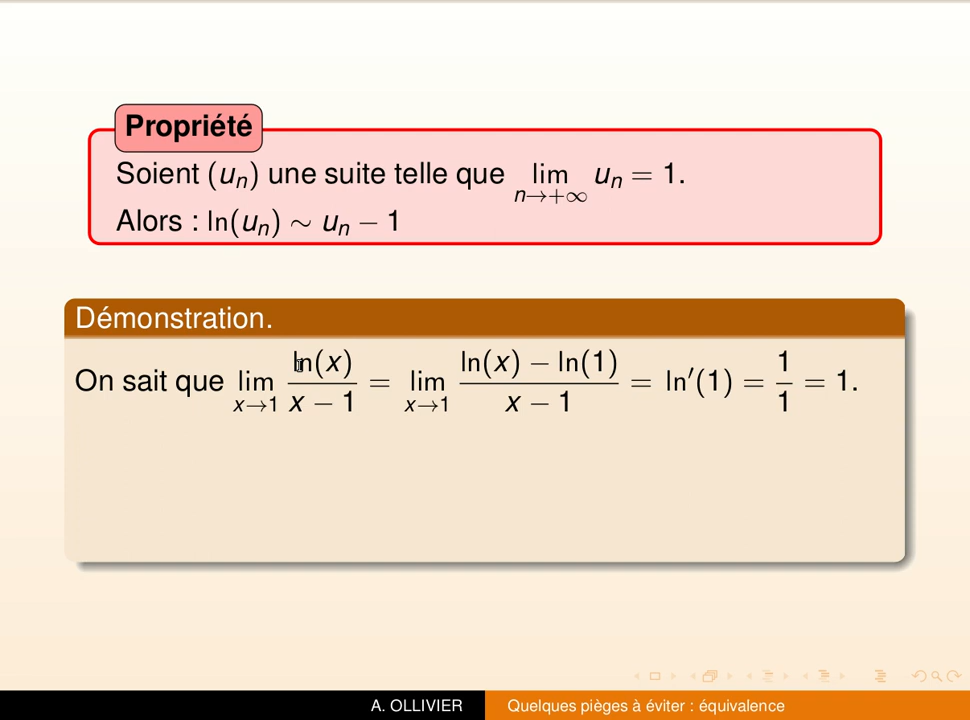 Propriété
Soient (uₙ) une suite telle que lim_{n→+∞} uₙ = 1.
Alors : ln(uₙ) ∼ uₙ − 1
Démonstration.
On sait que lim_{x→1} ln(x)/(x − 1) = lim_{x→1} (ln(x) − ln(1))/(x − 1) = ln′(1) = 1/1 = 1.
A. OLLIVIER
Quelques pièges à éviter : équivalence